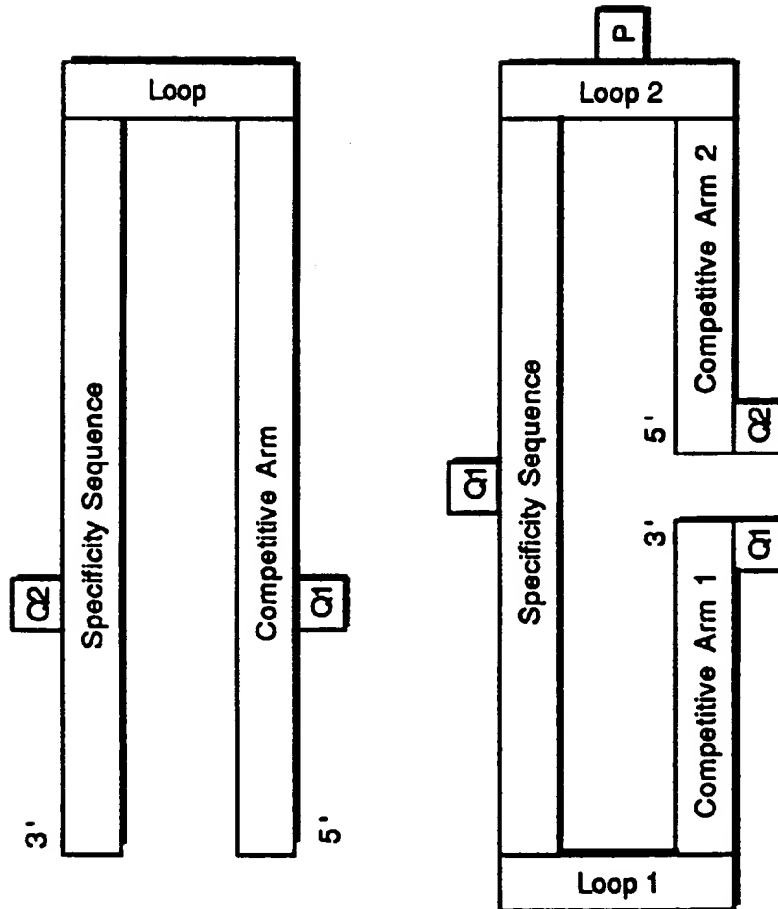 Loop
Specificity Sequence
Q2
Competitive Arm
Q1
3'
5'
P
Loop 2
Specificity Sequence
Q1
Competitive Arm 2
5'
Q2
3'
Q1
Competitive Arm 1
Loop 1